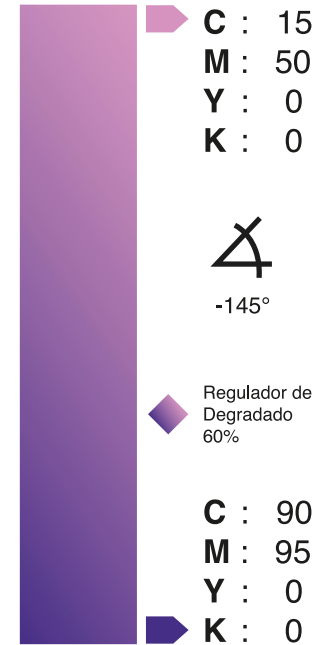 C : 15
M : 50
Y : 0
K : 0
-145°
Regulador de
Degradado
60%
C : 90
M : 95
Y : 0
K : 0